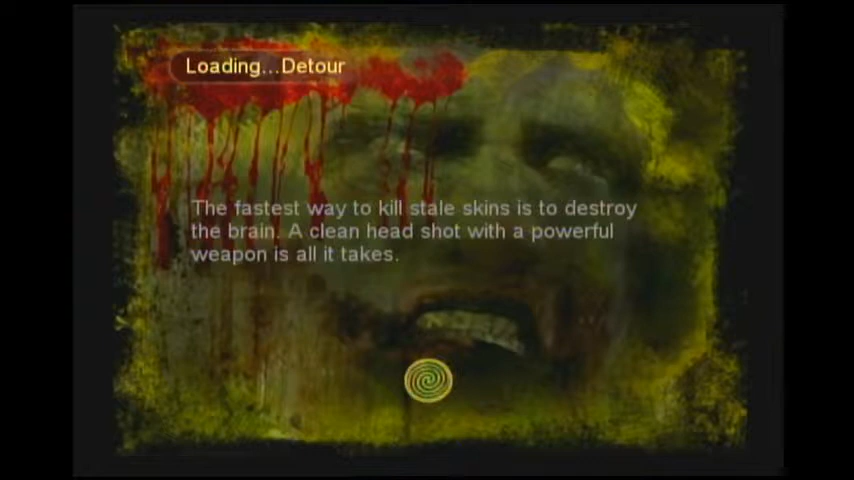 Loading...Detour
The fastest way to kill stale skins is to destroy
the brain. A clean head shot with a powerful
weapon is all it takes.